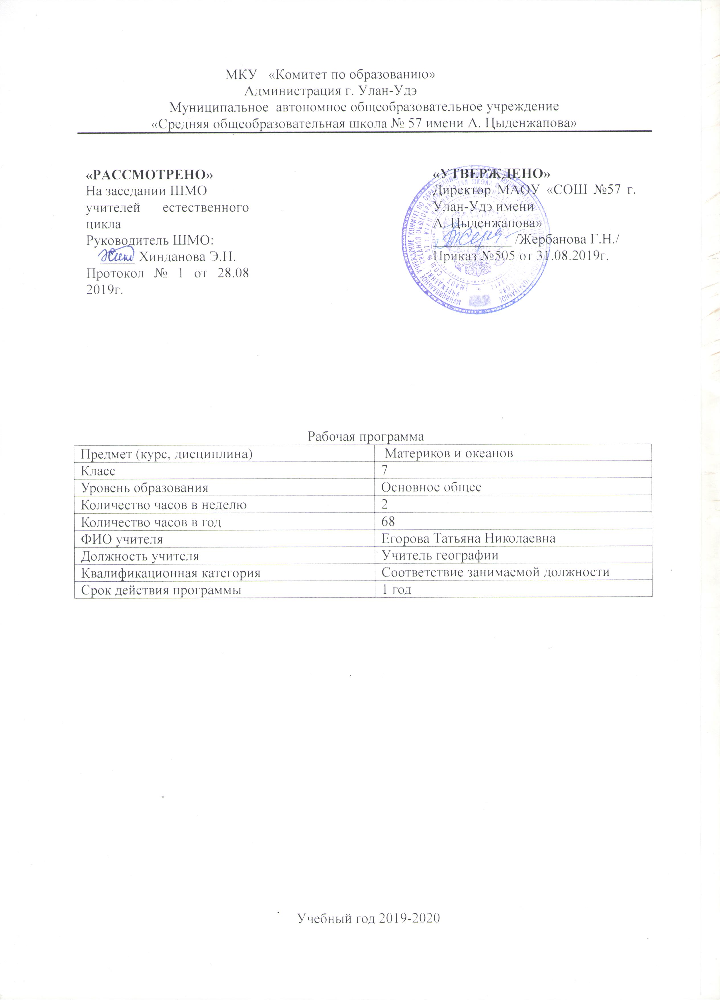 МКУ «Комитет по образованию»
Администрация г. Улан-Удэ
Муниципальное автономное общеобразовательное учреждение
«Средняя общеобразовательная школа № 57 имени А. Цыденжапова»
«РАССМОТРЕНО»
На заседании ШМО
учителей естественного
цикла
Руководитель ШМО:
Хинданова Э.Н.
Протокол № 1 от 28.08
2019г.
«УТВЕРЖДЕНО»
Директор МАОУ «СОШ №57 г.
Улан-Удэ имени
А. Цыденжапова»
/Жербанова Г.Н./
Приказ №505 от 31.08.2019г.
Рабочая программа
Предмет (курс, дисциплина) Материков и океанов
Класс 7
Уровень образования Основное общее
Количество часов в неделю 2
Количество часов в год 68
ФИО учителя Егорова Татьяна Николаевна
Должность учителя Учитель географии
Квалификационная категория Соответствие занимаемой должности
Срок действия программы 1 год
Учебный год 2019-2020